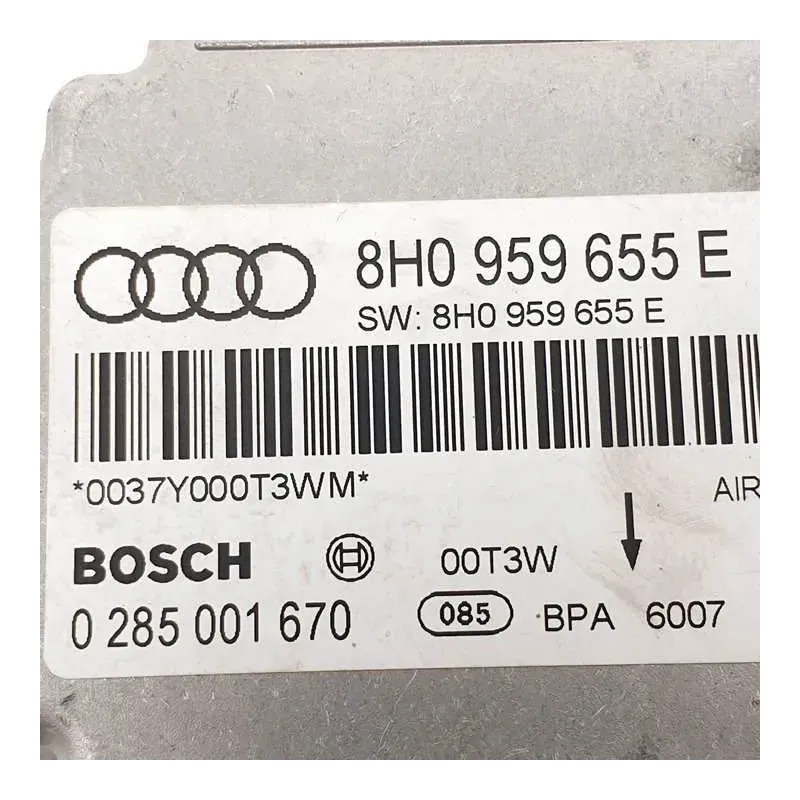 8H0 959 655 E
SW: 8H0 959 655 E
*0037Y000T3WM*
AIR
BOSCH
00T3W
0 285 001 670
085
BPA 6007